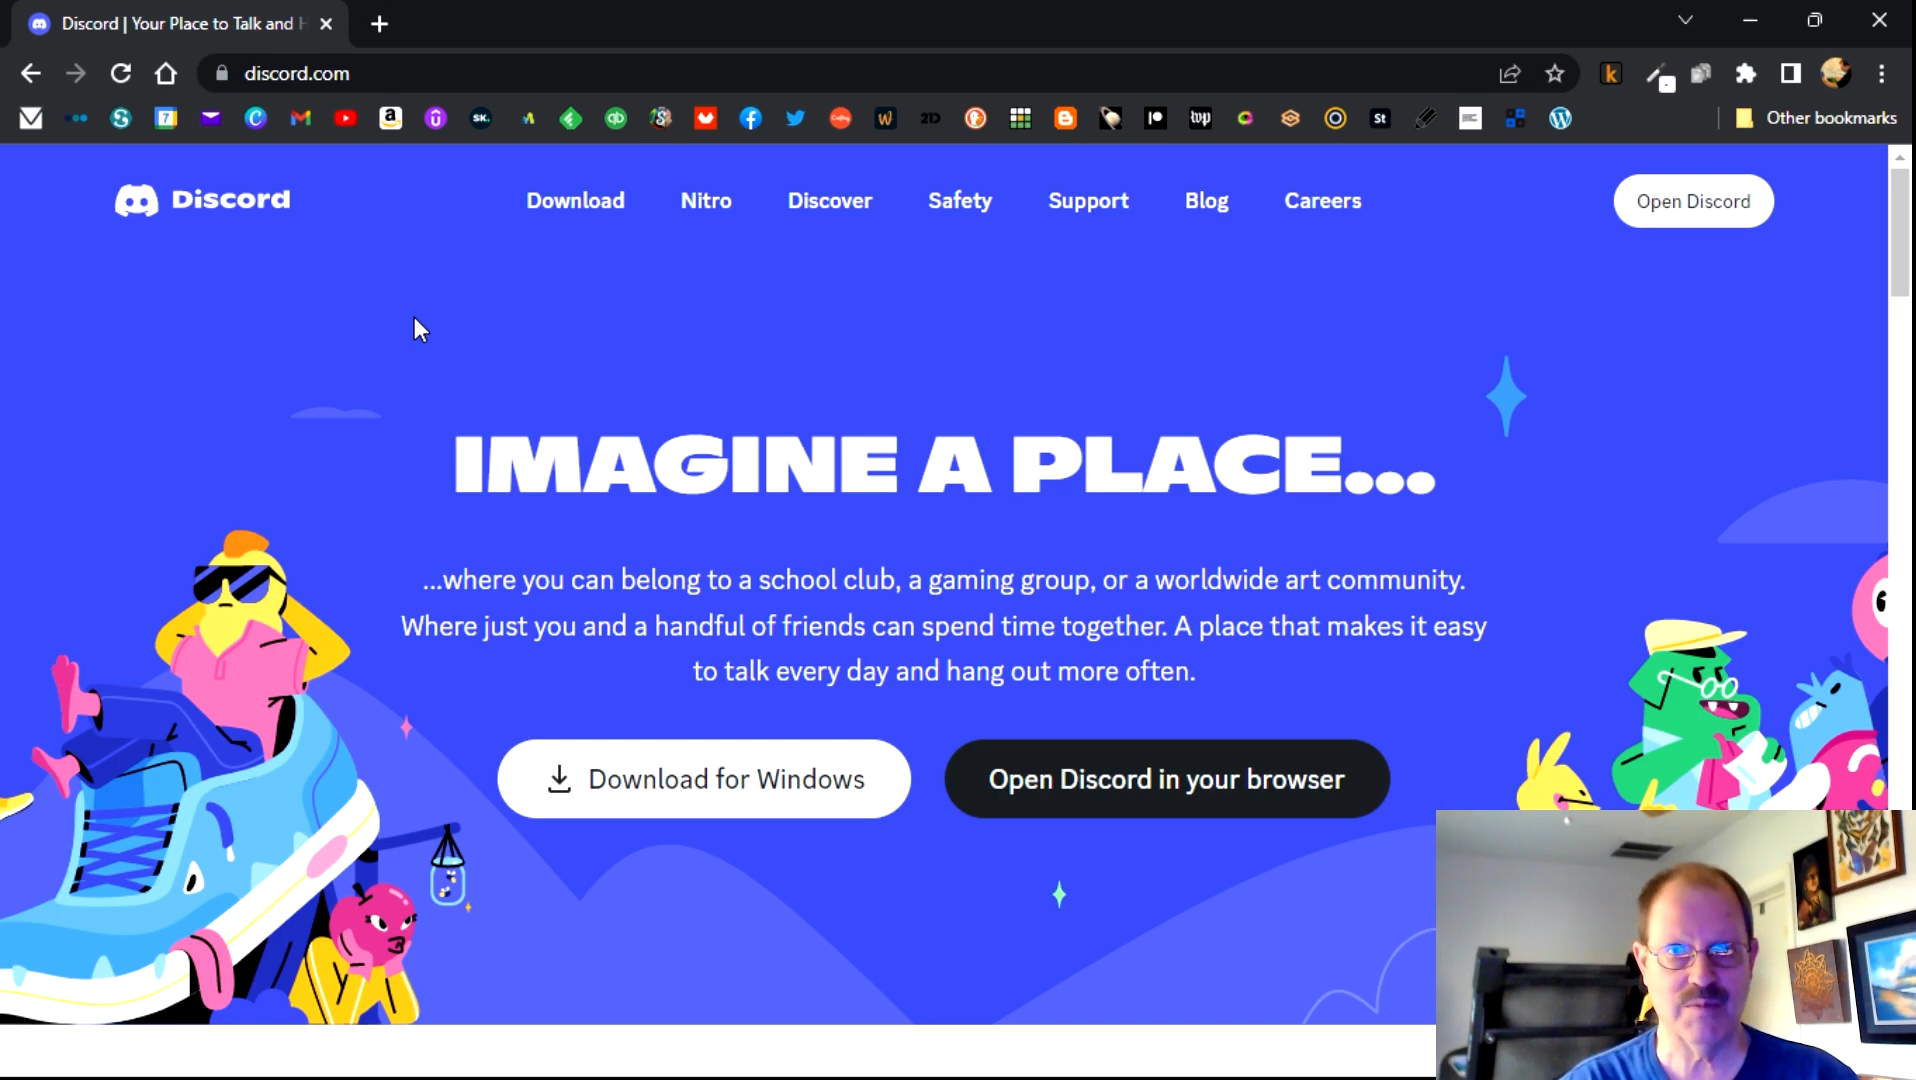 Discord | Your Place to Talk and H
discord.com
Other bookmarks
Discord
Download
Nitro
Discover
Safety
Support
Blog
Careers
Open Discord
IMAGINE A PLACE...
...where you can belong to a school club, a gaming group, or a worldwide art community.
Where just you and a handful of friends can spend time together. A place that makes it easy
to talk every day and hang out more often.
Download for Windows
Open Discord in your browser